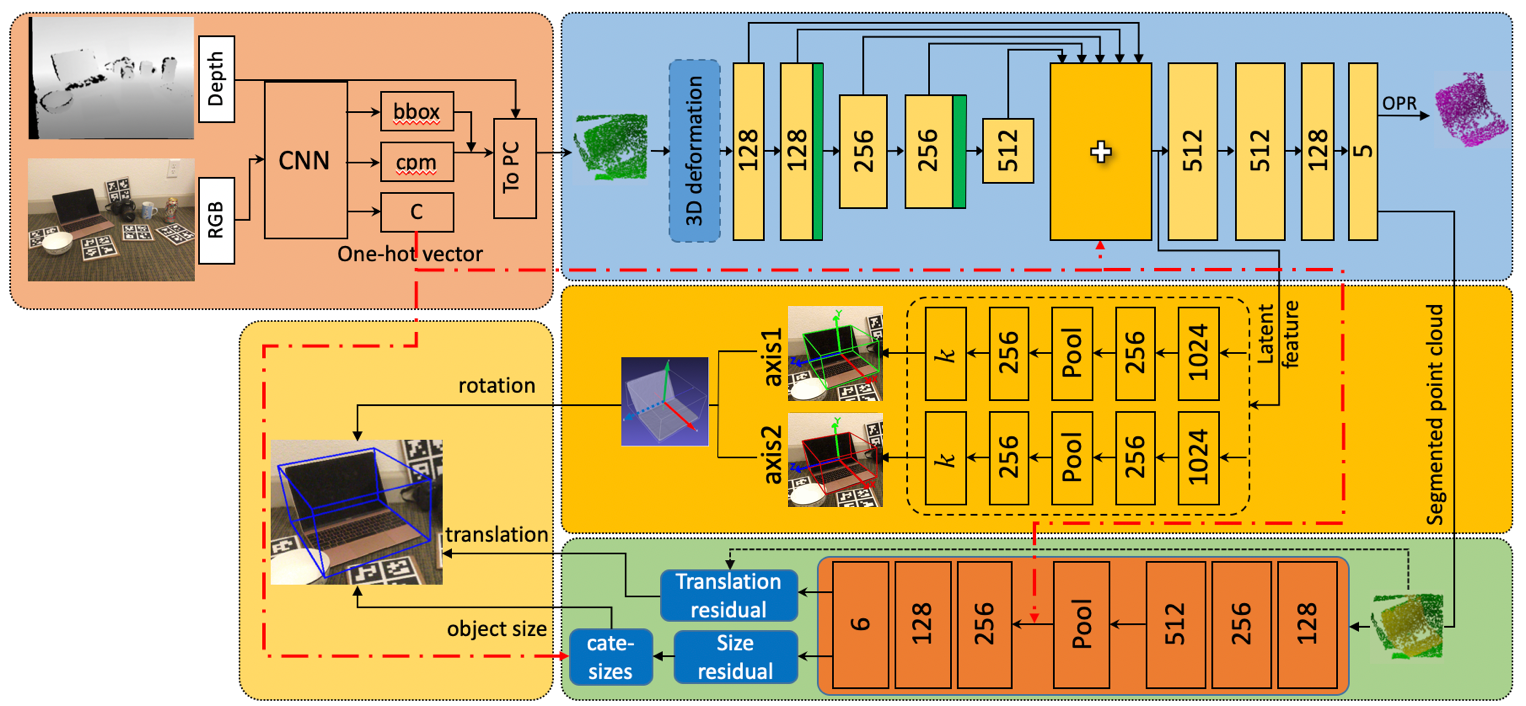 Depth
RGB
CNN
bbox
cpm
C
One-hot vector
To PC
3D deformation
128
128
256
256
512
+
512
512
128
5
OPR
Latent
feature
Segmented point cloud
axis1
Y
Z
X
k
256
Pool
256
1024
axis2
Y
Z
X
k
256
Pool
256
1024
rotation
translation
object size
Translation
residual
Size
residual
cate-
sizes
6
128
256
Pool
512
256
128